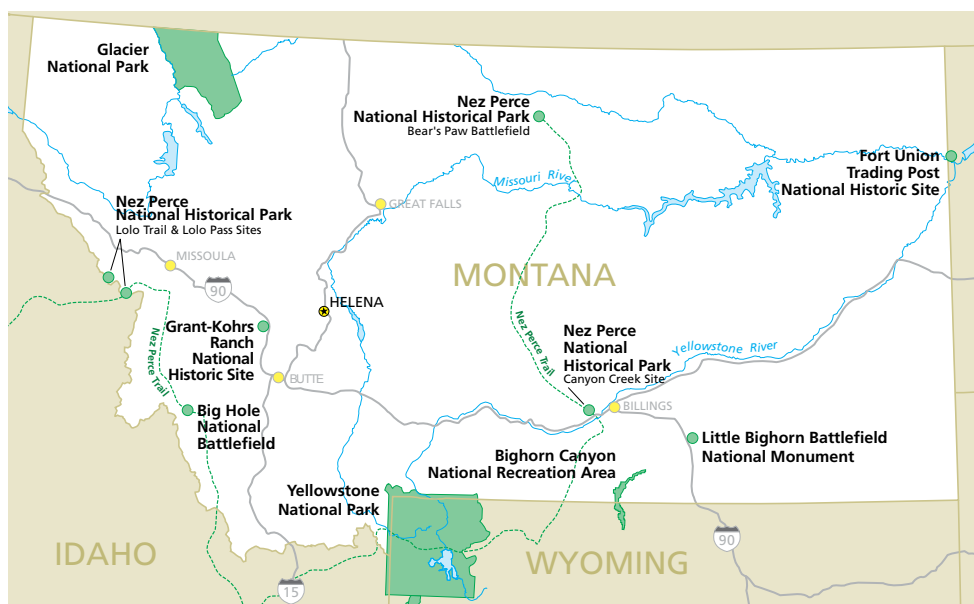 Glacier
National Park
Nez Perce
National Historical Park
Bear's Paw Battlefield
Fort Union
Trading Post
National Historic Site
Missouri River
Nez Perce
National Historical Park
Lolo Trail & Lolo Pass Sites
GREAT FALLS
MISSOULA
MONTANA
90
HELENA
Grant-Kohrs
Ranch
National
Historic Site
Nez Perce Trail
Nez Perce Trail
Nez Perce
National
Historical Park
Canyon Creek Site
Yellowstone River
BUTTE
BILLINGS
Big Hole
National
Battlefield
Little Bighorn Battlefield
National Monument
Bighorn Canyon
National Recreation Area
Yellowstone
National Park
IDAHO
WYOMING
90
15